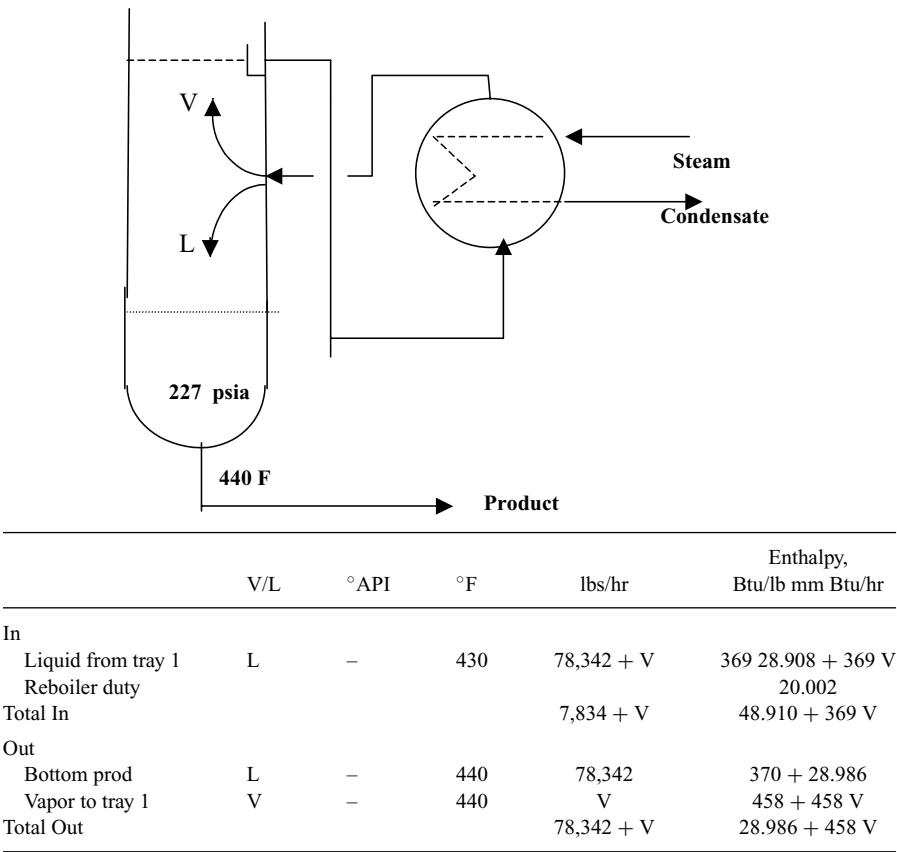 V
Steam
Condensate
L
227 psia
440 F
Product
Enthalpy,
V/L °API °F lbs/hr Btu/lb mm Btu/hr
In
Liquid from tray 1 L – 430 78,342 + V 369 28.908 + 369 V
Reboiler duty 20.002
Total In 7,834 + V 48.910 + 369 V
Out
Bottom prod L – 440 78,342 370 + 28.986
Vapor to tray 1 V – 440 V 458 + 458 V
Total Out 78,342 + V 28.986 + 458 V